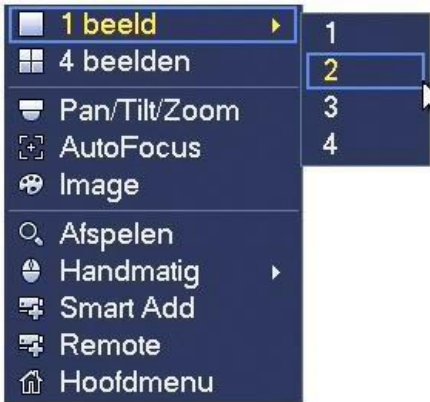 1 beeld
4 beelden
Pan/Tilt/Zoom
AutoFocus
Image
Afspelen
Handmatig
Smart Add
Remote
Hoofdmenu
1
2
3
4